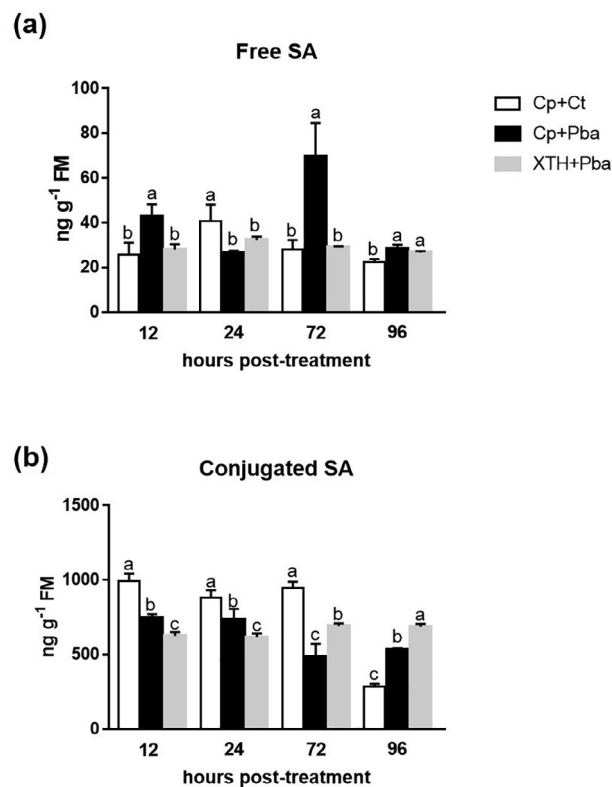 (a)
Free SA
Cp+Ct
Cp+Pba
XTH+Pba
ng g⁻¹ FM
100
80
60
40
20
0
b a b
a b b
b a b
b a a
12 24 72 96
hours post-treatment
(b)
Conjugated SA
ng g⁻¹ FM
1500
1000
500
0
a b c
a b c
a c b
c b a
12 24 72 96
hours post-treatment